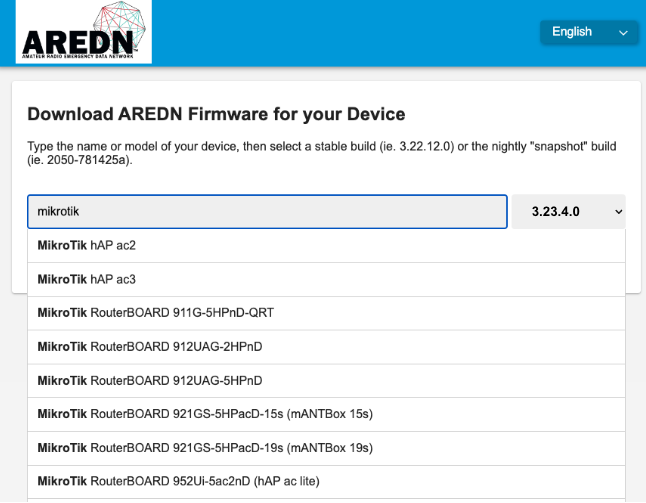 AREDN™
AMATEUR RADIO EMERGENCY DATA NETWORK
English
Download AREDN Firmware for your Device
Type the name or model of your device, then select a stable build (ie. 3.22.12.0) or the nightly "snapshot" build
(ie. 2050-781425a).
mikrotik
3.23.4.0
MikroTik hAP ac2
MikroTik hAP ac3
MikroTik RouterBOARD 911G-5HPnD-QRT
MikroTik RouterBOARD 912UAG-2HPnD
MikroTik RouterBOARD 912UAG-5HPnD
MikroTik RouterBOARD 921GS-5HPacD-15s (mANTBox 15s)
MikroTik RouterBOARD 921GS-5HPacD-19s (mANTBox 19s)
MikroTik RouterBOARD 952Ui-5ac2nD (hAP ac lite)